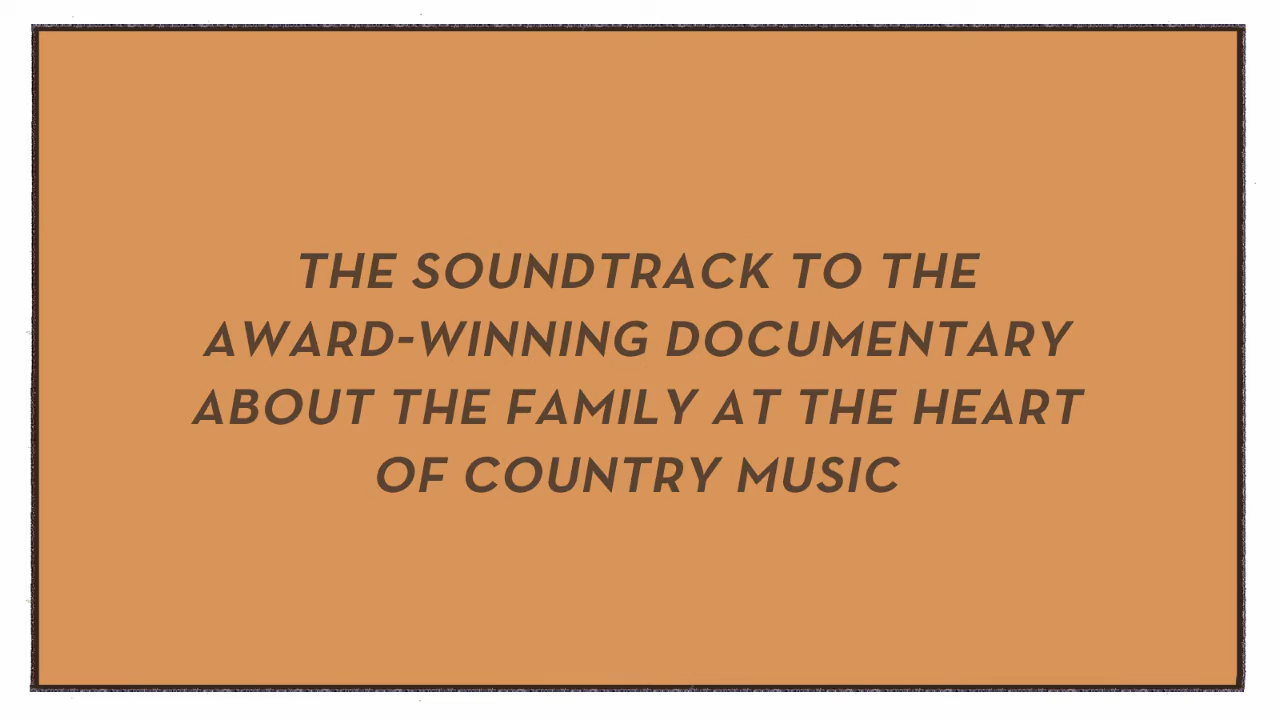 THE SOUNDTRACK TO THE
AWARD-WINNING DOCUMENTARY
ABOUT THE FAMILY AT THE HEART
OF COUNTRY MUSIC